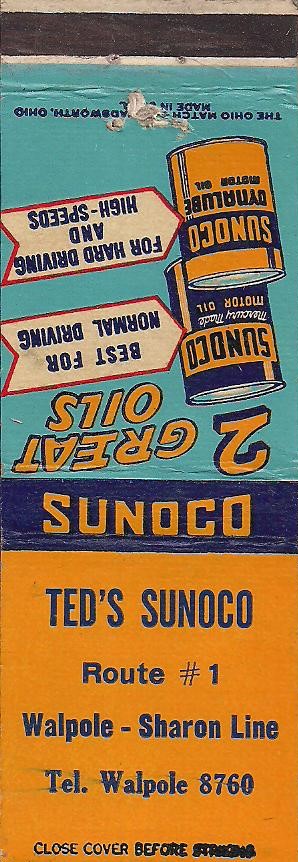 2 GREAT
OILS
BEST FOR
NORMAL DRIVING
SUNOCO
Mercury Made
MOTOR OIL
FOR HARD DRIVING
AND
HIGH-SPEEDS
SUNOCO
DYNALUBE
MOTOR OIL
THE OHIO MATCH WADSWORTH, OHIO
MADE IN
SUNOCO
TED'S SUNOCO
Route # 1
Walpole - Sharon Line
Tel. Walpole 8760
CLOSE COVER BEFORE STRIKING